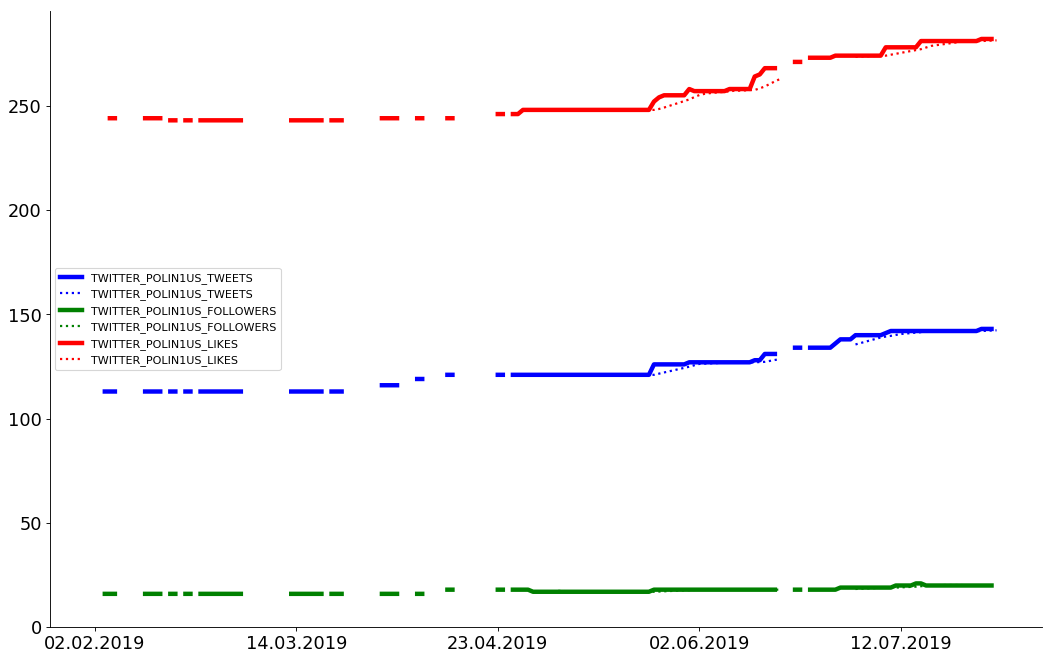 250
200
150
100
50
0
TWITTER_POLIN1US_TWEETS
TWITTER_POLIN1US_TWEETS
TWITTER_POLIN1US_FOLLOWERS
TWITTER_POLIN1US_FOLLOWERS
TWITTER_POLIN1US_LIKES
TWITTER_POLIN1US_LIKES
02.02.2019 14.03.2019 23.04.2019 02.06.2019 12.07.2019